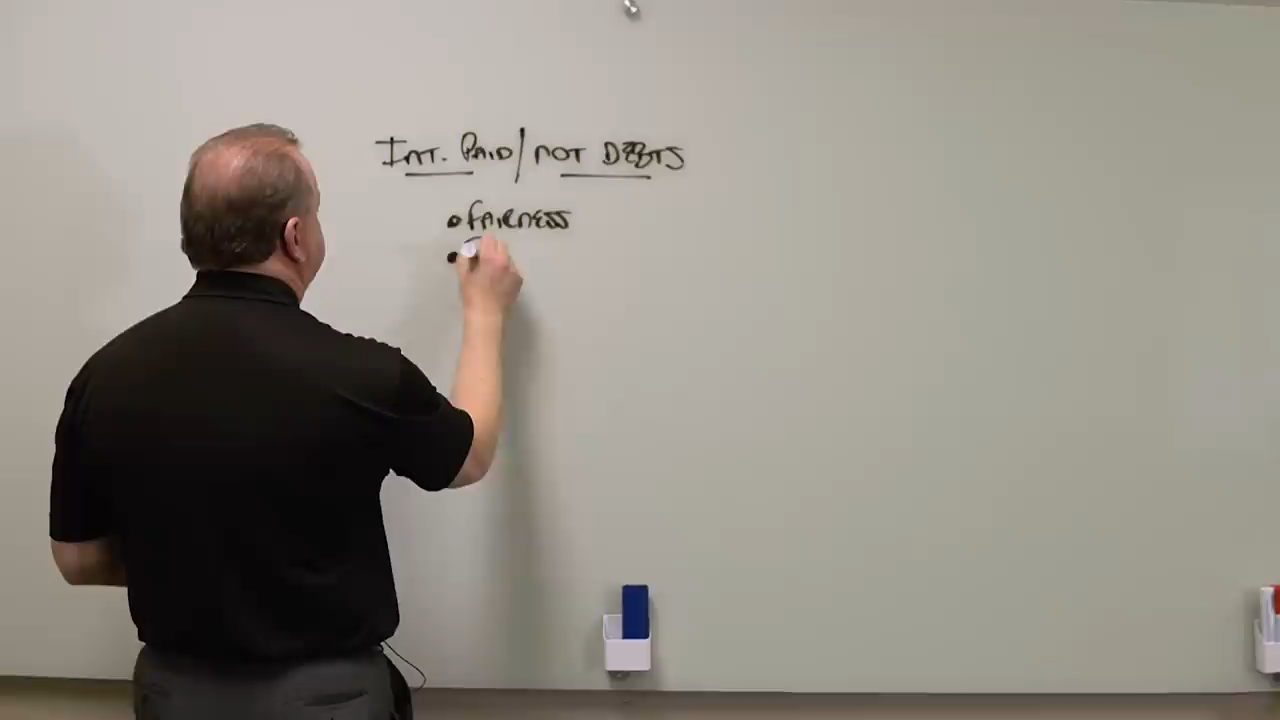 INT. PAID/NOT DEBTS
• FAIRNESS
•